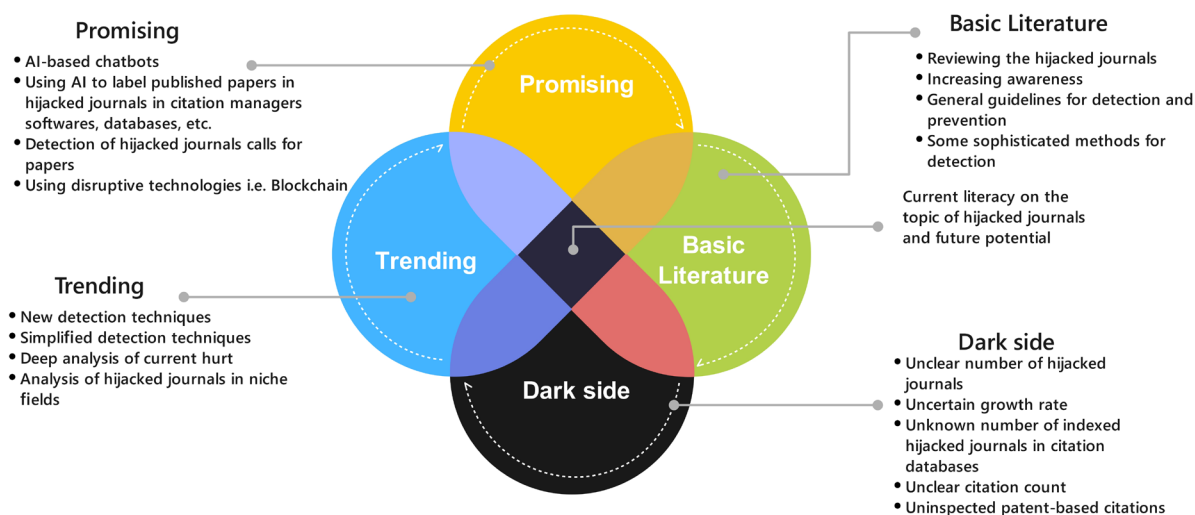 Promising
• AI-based chatbots
• Using AI to label published papers in
hijacked journals in citation managers
softwares, databases, etc.
• Detection of hijacked journals calls for
papers
• Using disruptive technologies i.e. Blockchain
Trending
• New detection techniques
• Simplified detection techniques
• Deep analysis of current hurt
• Analysis of hijacked journals in niche
fields
Promising
Trending
Basic
Literature
Dark side
Basic Literature
• Reviewing the hijacked journals
• Increasing awareness
• General guidelines for detection and
prevention
• Some sophisticated methods for
detection
Current literacy on the
topic of hijacked journals
and future potential
Dark side
• Unclear number of hijacked
journals
• Uncertain growth rate
• Unknown number of indexed
hijacked journals in citation
databases
• Unclear citation count
• Uninspected patent-based citations